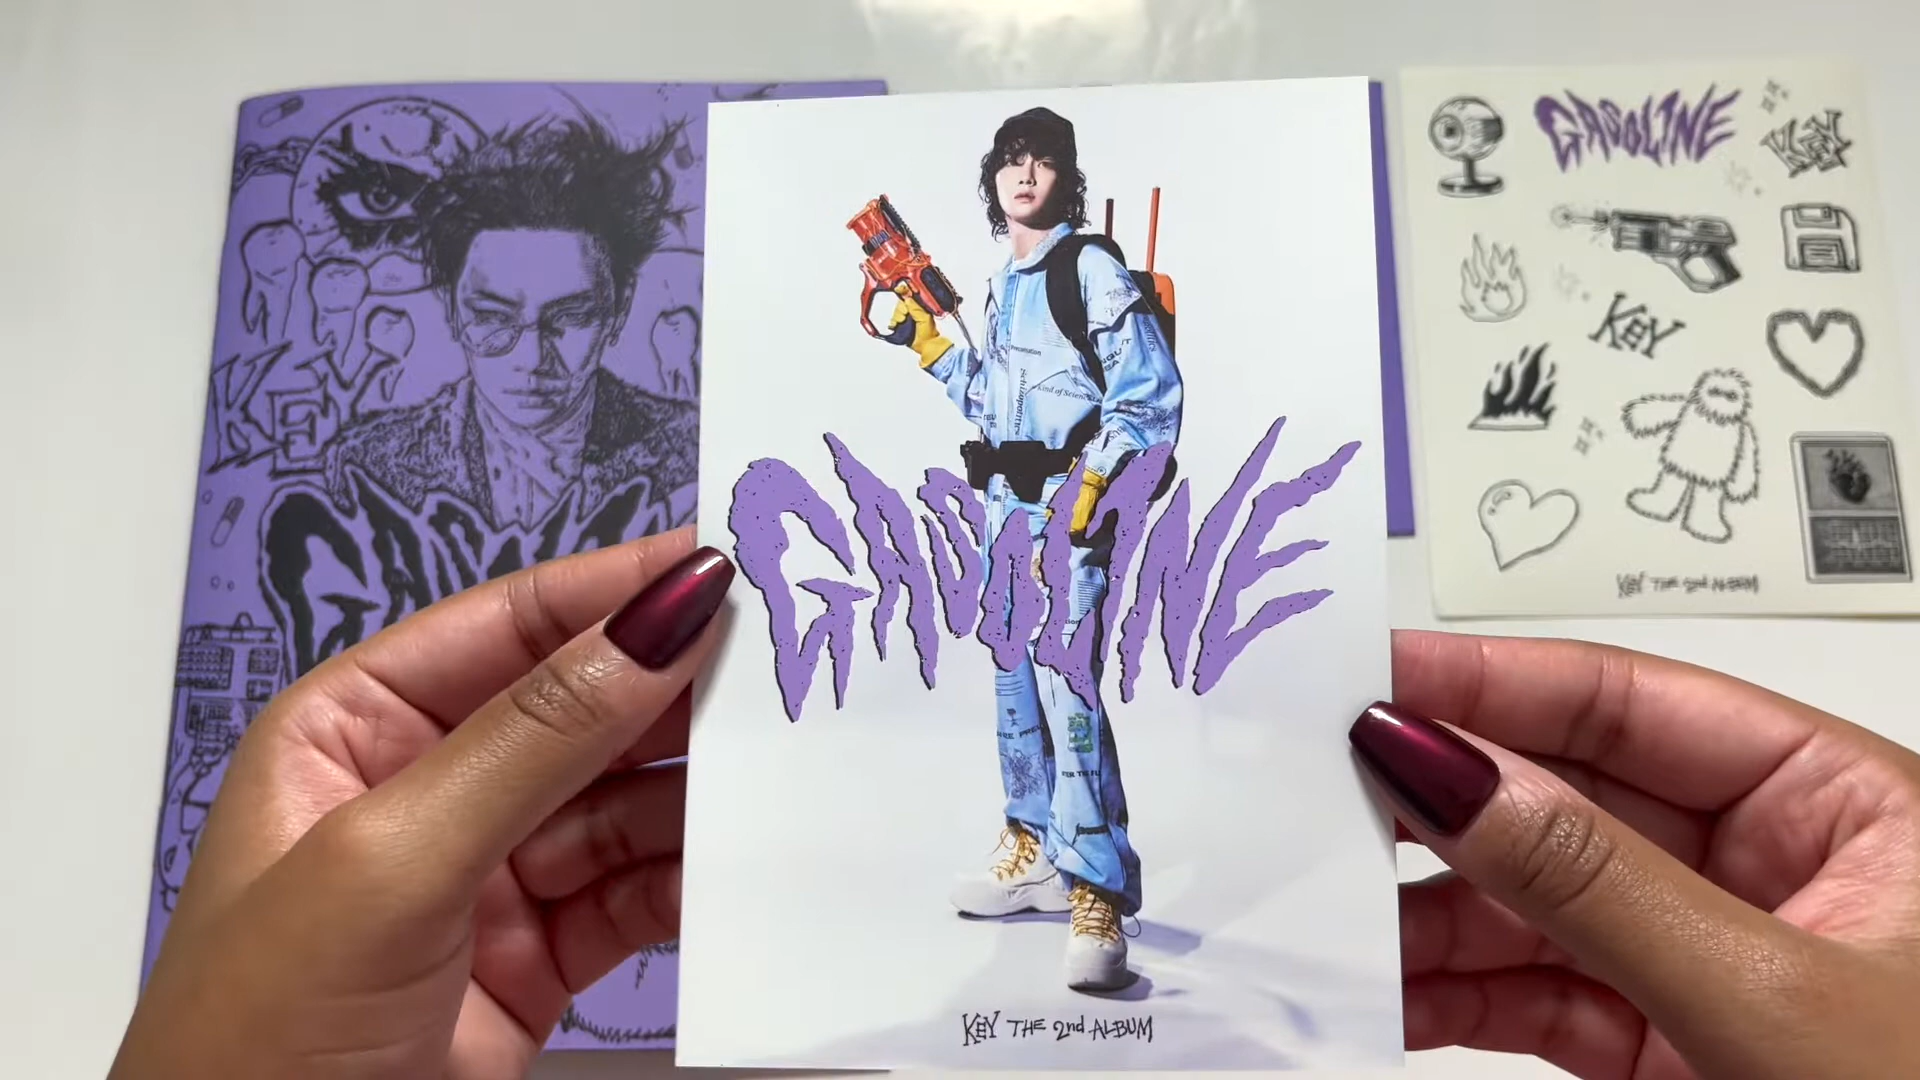 KEY
GASOLINE
KEY THE 2nd ALBUM
GASOLINE
KEY
KEY
KEY THE 2nd ALBUM